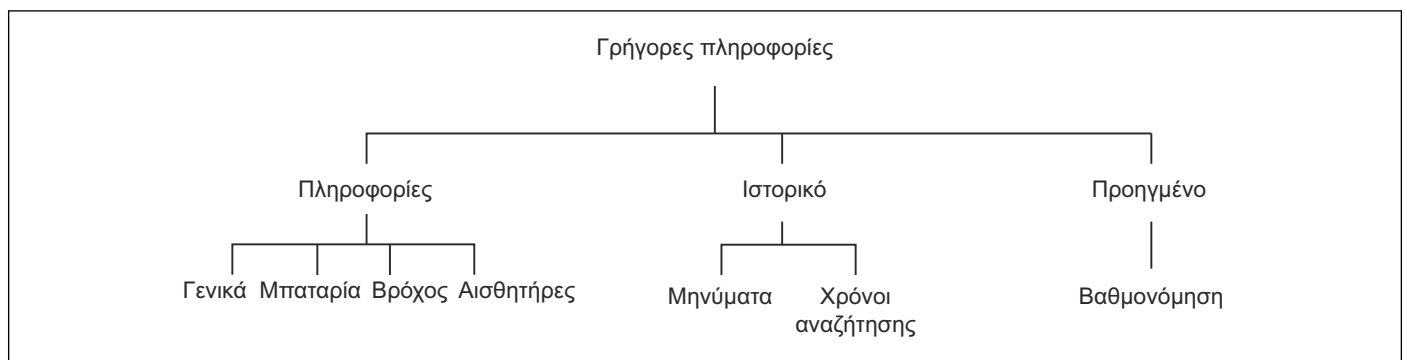 Γρήγορες πληροφορίες
Πληροφορίες Ιστορικό Προηγμένο
Γενικά Μπαταρία Βρόχος Αισθητήρες Μηνύματα Χρόνοι Βαθμονόμηση
αναζήτησης